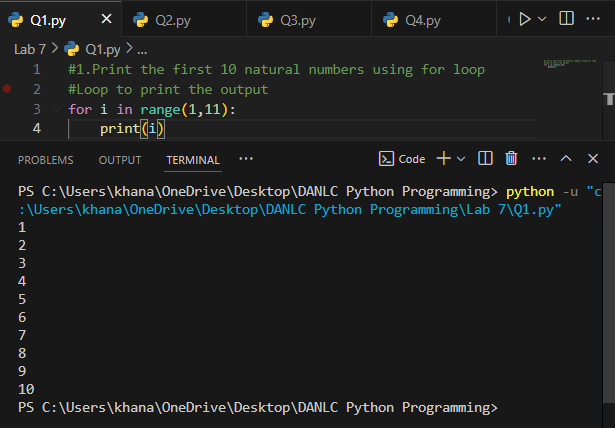 Q1.py Q2.py Q3.py Q4.py
Lab 7 > Q1.py > ...
1 #1.Print the first 10 natural numbers using for loop
2 #Loop to print the output
3 for i in range(1,11):
4 print(i)
PROBLEMS OUTPUT TERMINAL ... Code
PS C:\Users\khana\OneDrive\Desktop\DANLC Python Programming> python -u "c
:\Users\khana\OneDrive\Desktop\DANLC Python Programming\Lab 7\Q1.py"
1
2
3
4
5
6
7
8
9
10
PS C:\Users\khana\OneDrive\Desktop\DANLC Python Programming>